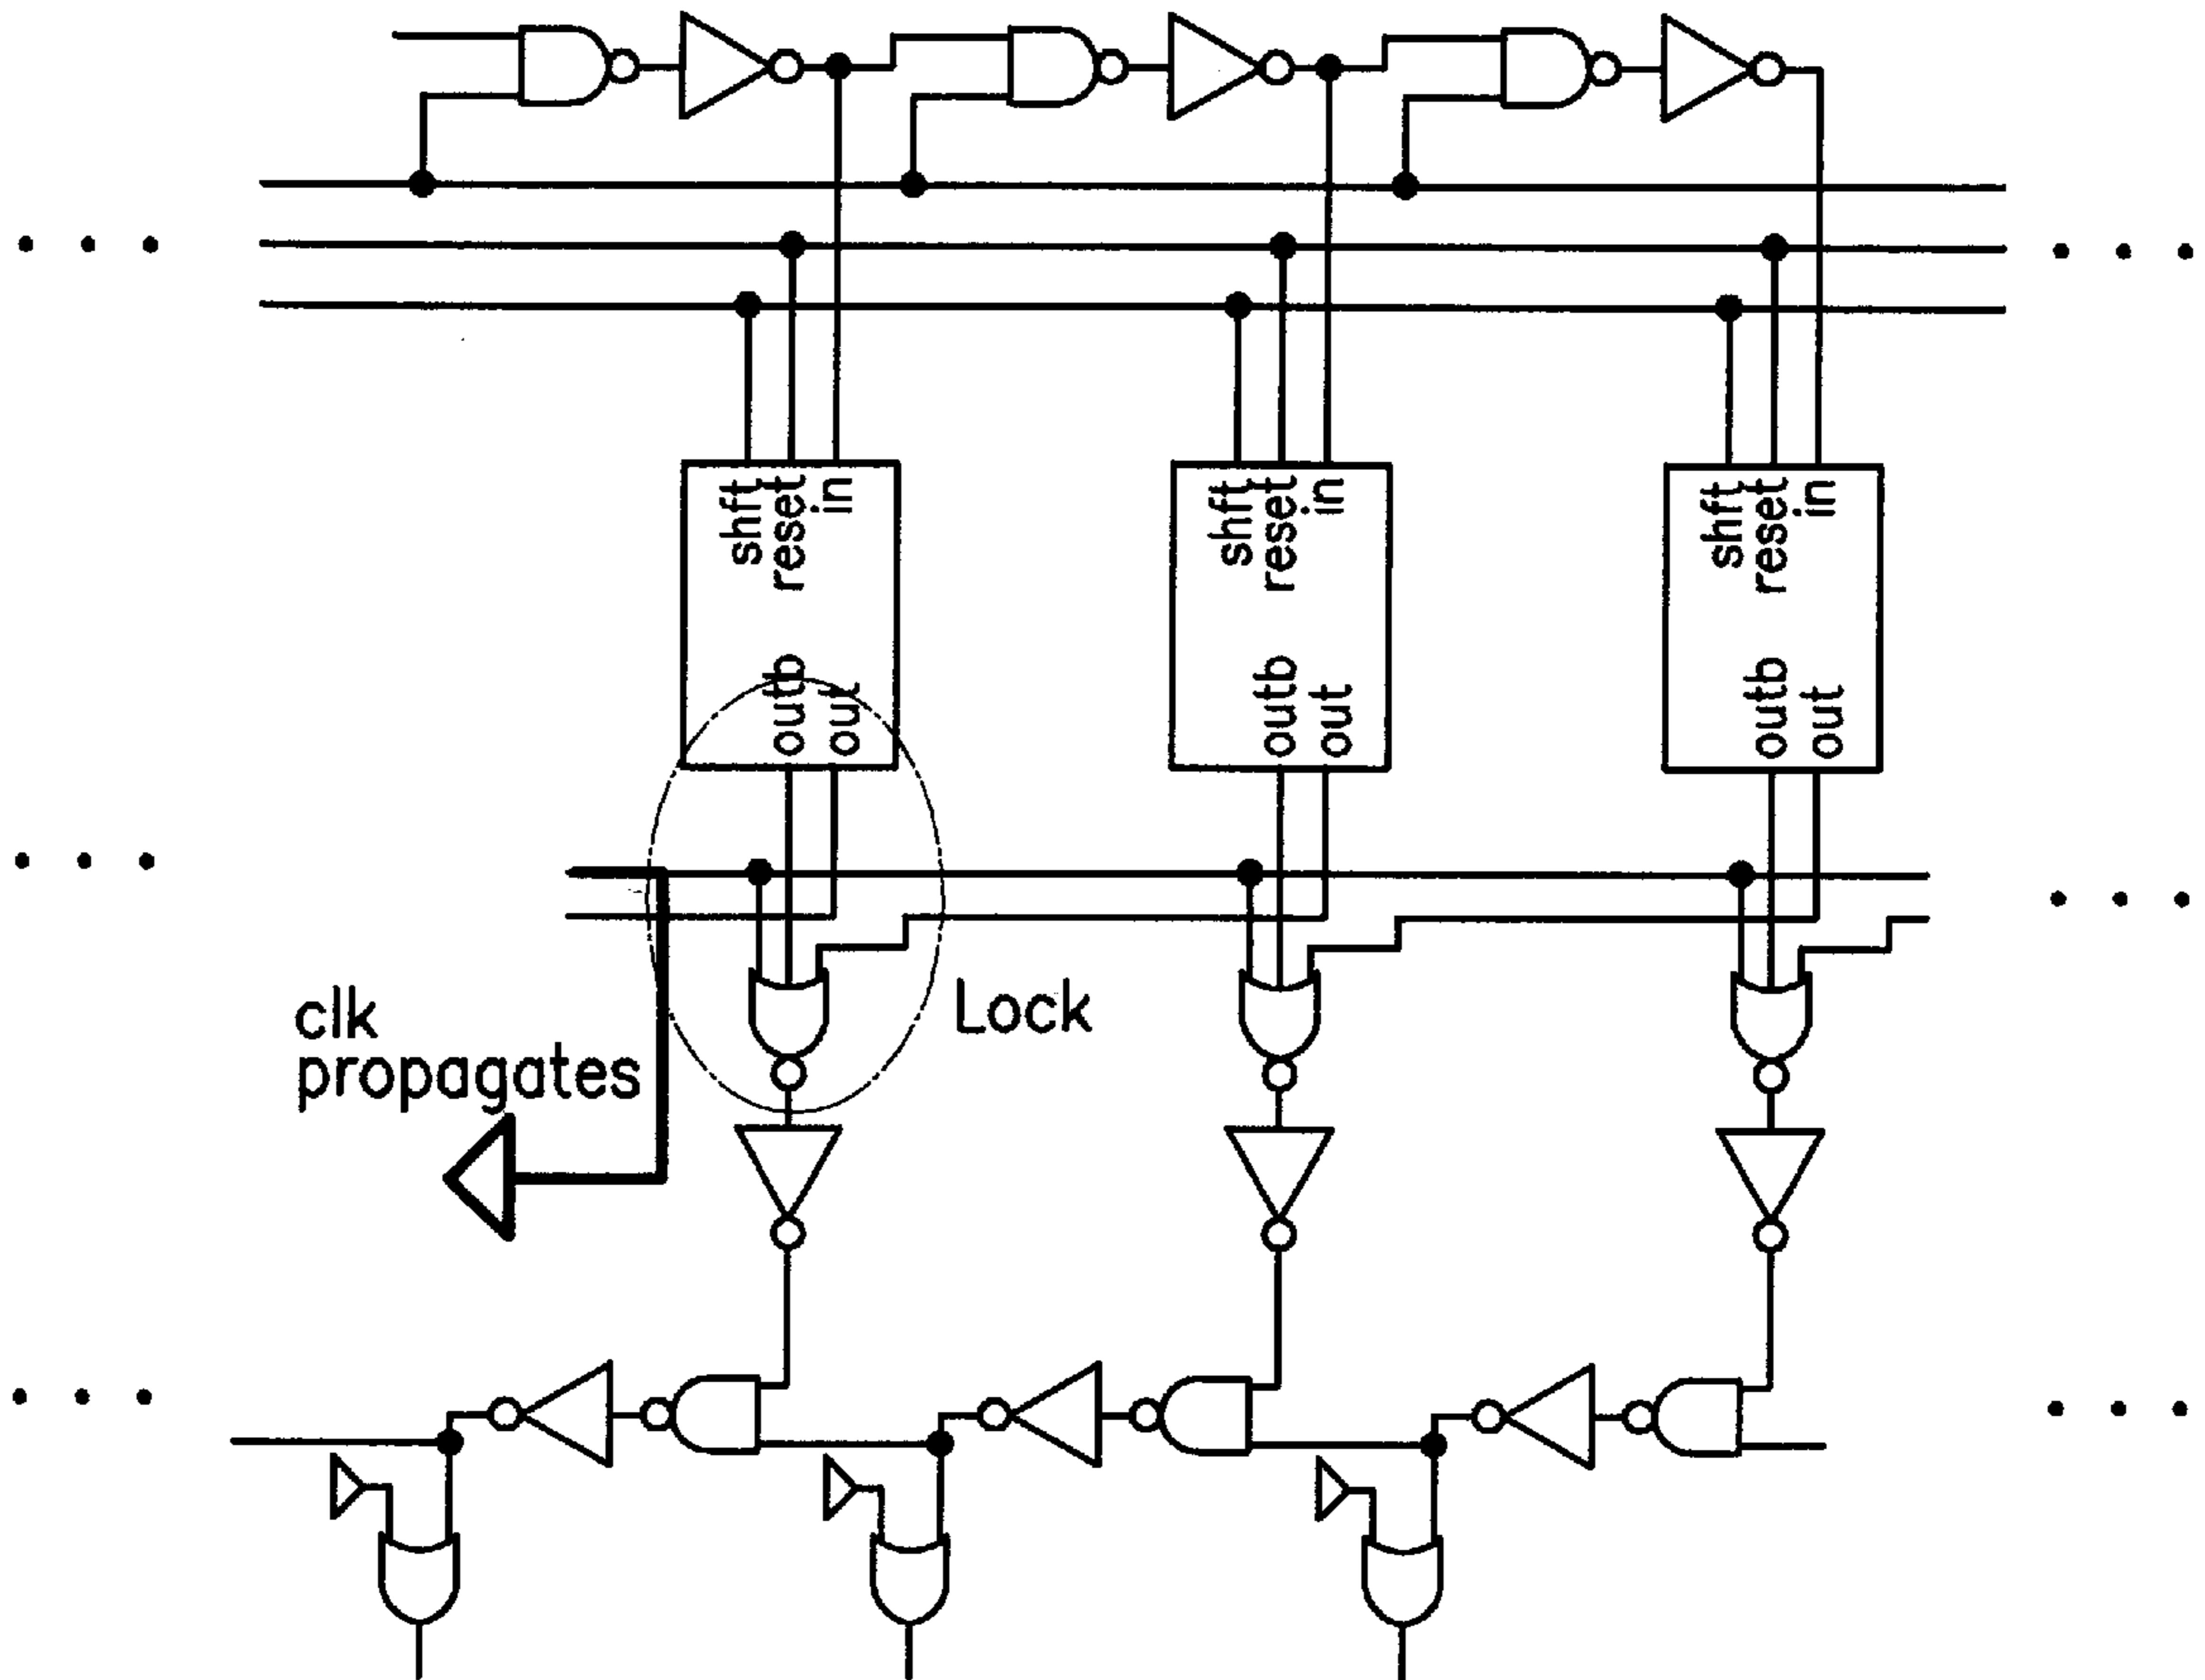 shft
reset
in
outb
out
shft
reset
in
outb
out
shft
reset
in
outb
out
Lock
clk
propagates